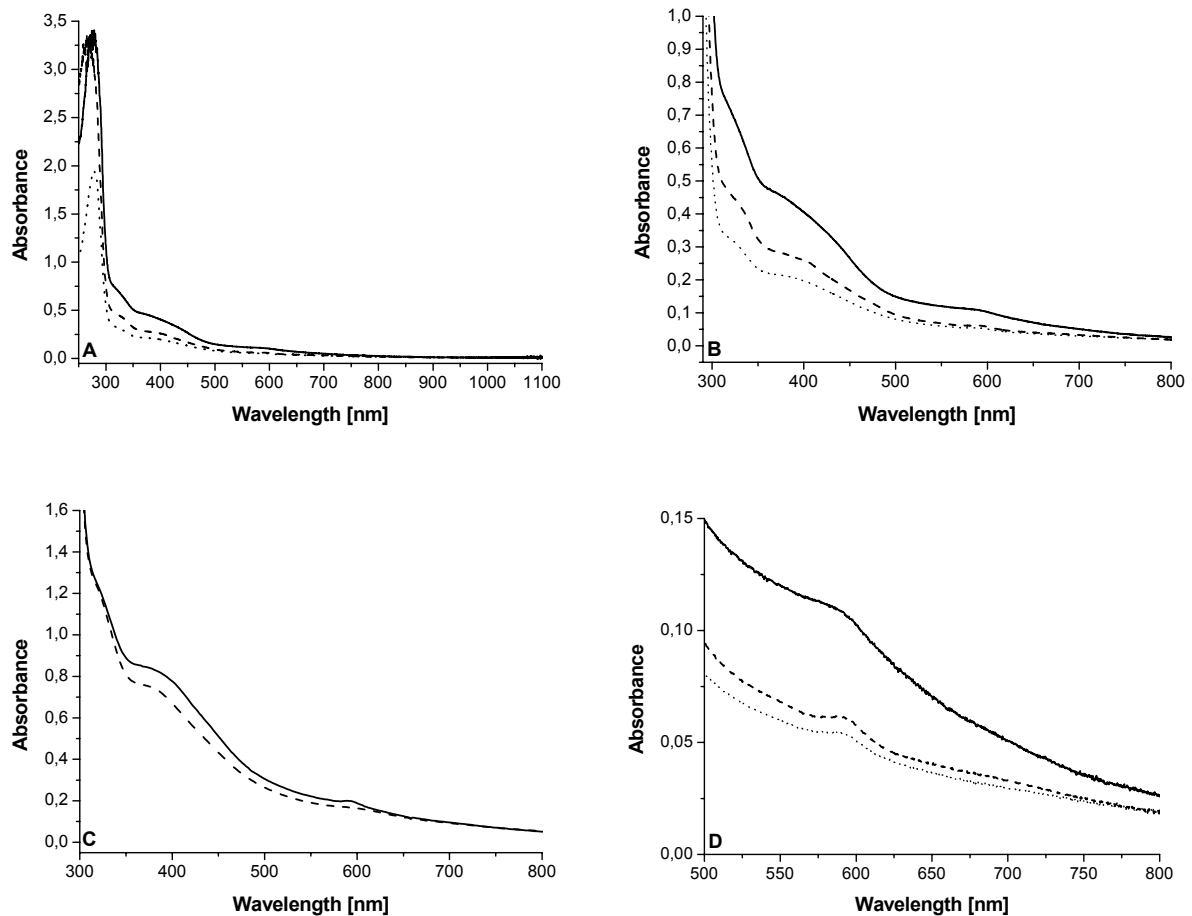 3,5
3,0
2,5
2,0
1,5
1,0
0,5
0,0
Absorbance
A
250 300 400 500 600 700 800 900 1000 1100
Wavelength [nm]
1,0
0,9
0,8
0,7
0,6
0,5
0,4
0,3
0,2
0,1
0,0
Absorbance
B
300 400 500 600 700 800
Wavelength [nm]
1,6
1,4
1,2
1,0
0,8
0,6
0,4
0,2
0,0
Absorbance
C
300 400 500 600 700 800
Wavelength [nm]
0,15
0,10
0,05
0,00
Absorbance
D
500 550 600 650 700 750 800
Wavelength [nm]